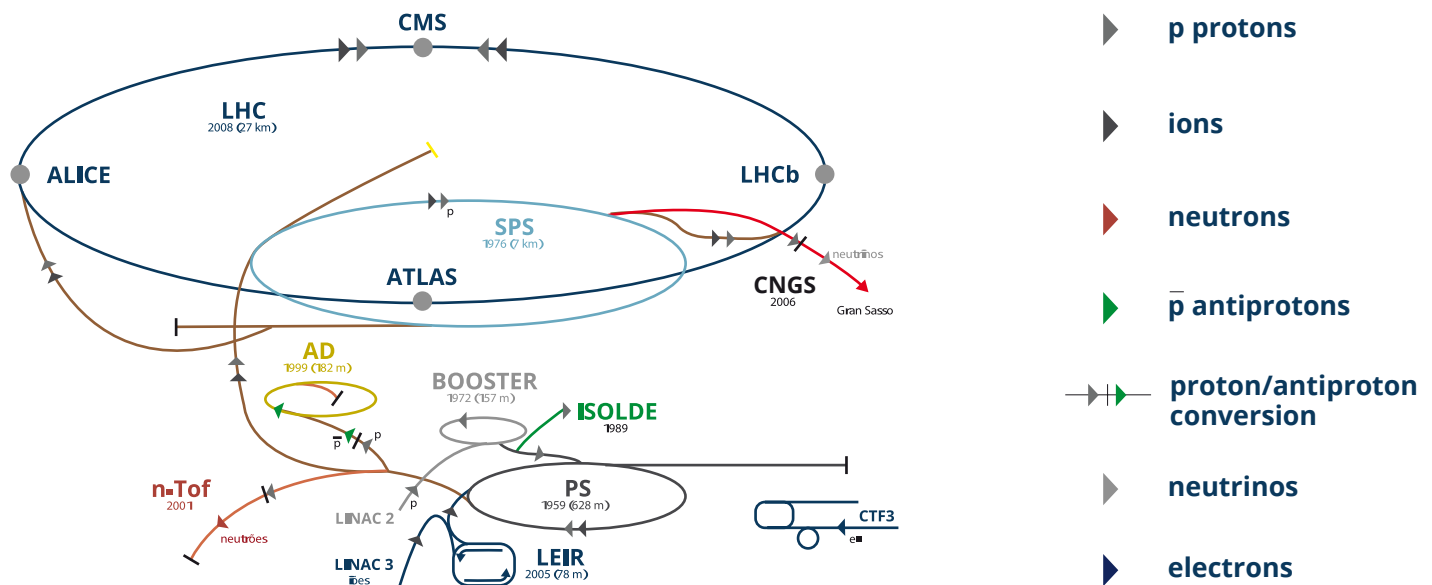 CMS
p protons
LHC
2008 (27 km)
ions
ALICE
LHCb
p
SPS
1976 (7 km)
neutrons
neutrinos
ATLAS
CNGS
2006
Gran Sasso
p̅ antiprotons
AD
1999 (182 m)
BOOSTER
1972 (157 m)
proton/antiproton
conversion
ISOLDE
1989
p̅
p
n-Tof
2001
PS
1959 (628 m)
neutrinos
p
LINAC 2
CTF3
neutrões
e-
LINAC 3
iões
LEIR
2005 (78 m)
electrons